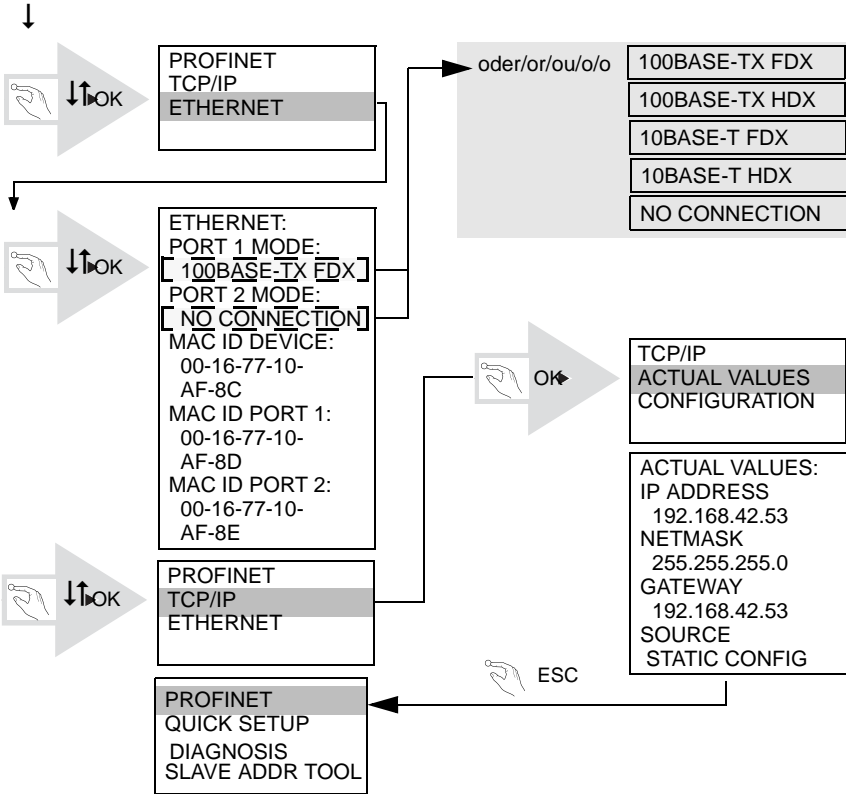 OK
PROFINET
TCP/IP
ETHERNET
oder/or/ou/o/o
100BASE-TX FDX
100BASE-TX HDX
10BASE-T FDX
10BASE-T HDX
NO CONNECTION
OK
ETHERNET:
PORT 1 MODE:
[ 100BASE-TX FDX]
PORT 2 MODE:
[ NO CONNECTION]
MAC ID DEVICE:
00-16-77-10-
AF-8C
MAC ID PORT 1:
00-16-77-10-
AF-8D
MAC ID PORT 2:
00-16-77-10-
AF-8E
OK
TCP/IP
ACTUAL VALUES
CONFIGURATION
ACTUAL VALUES:
IP ADDRESS
192.168.42.53
NETMASK
255.255.255.0
GATEWAY
192.168.42.53
SOURCE
STATIC CONFIG
OK
PROFINET
TCP/IP
ETHERNET
ESC
PROFINET
QUICK SETUP
DIAGNOSIS
SLAVE ADDR TOOL